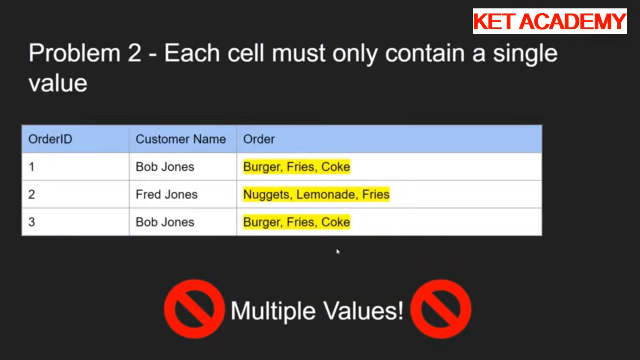 KET ACADEMY
Problem 2 - Each cell must only contain a single
value
OrderID Customer Name Order
1 Bob Jones Burger, Fries, Coke
2 Fred Jones Nuggets, Lemonade, Fries
3 Bob Jones Burger, Fries, Coke
Multiple Values!